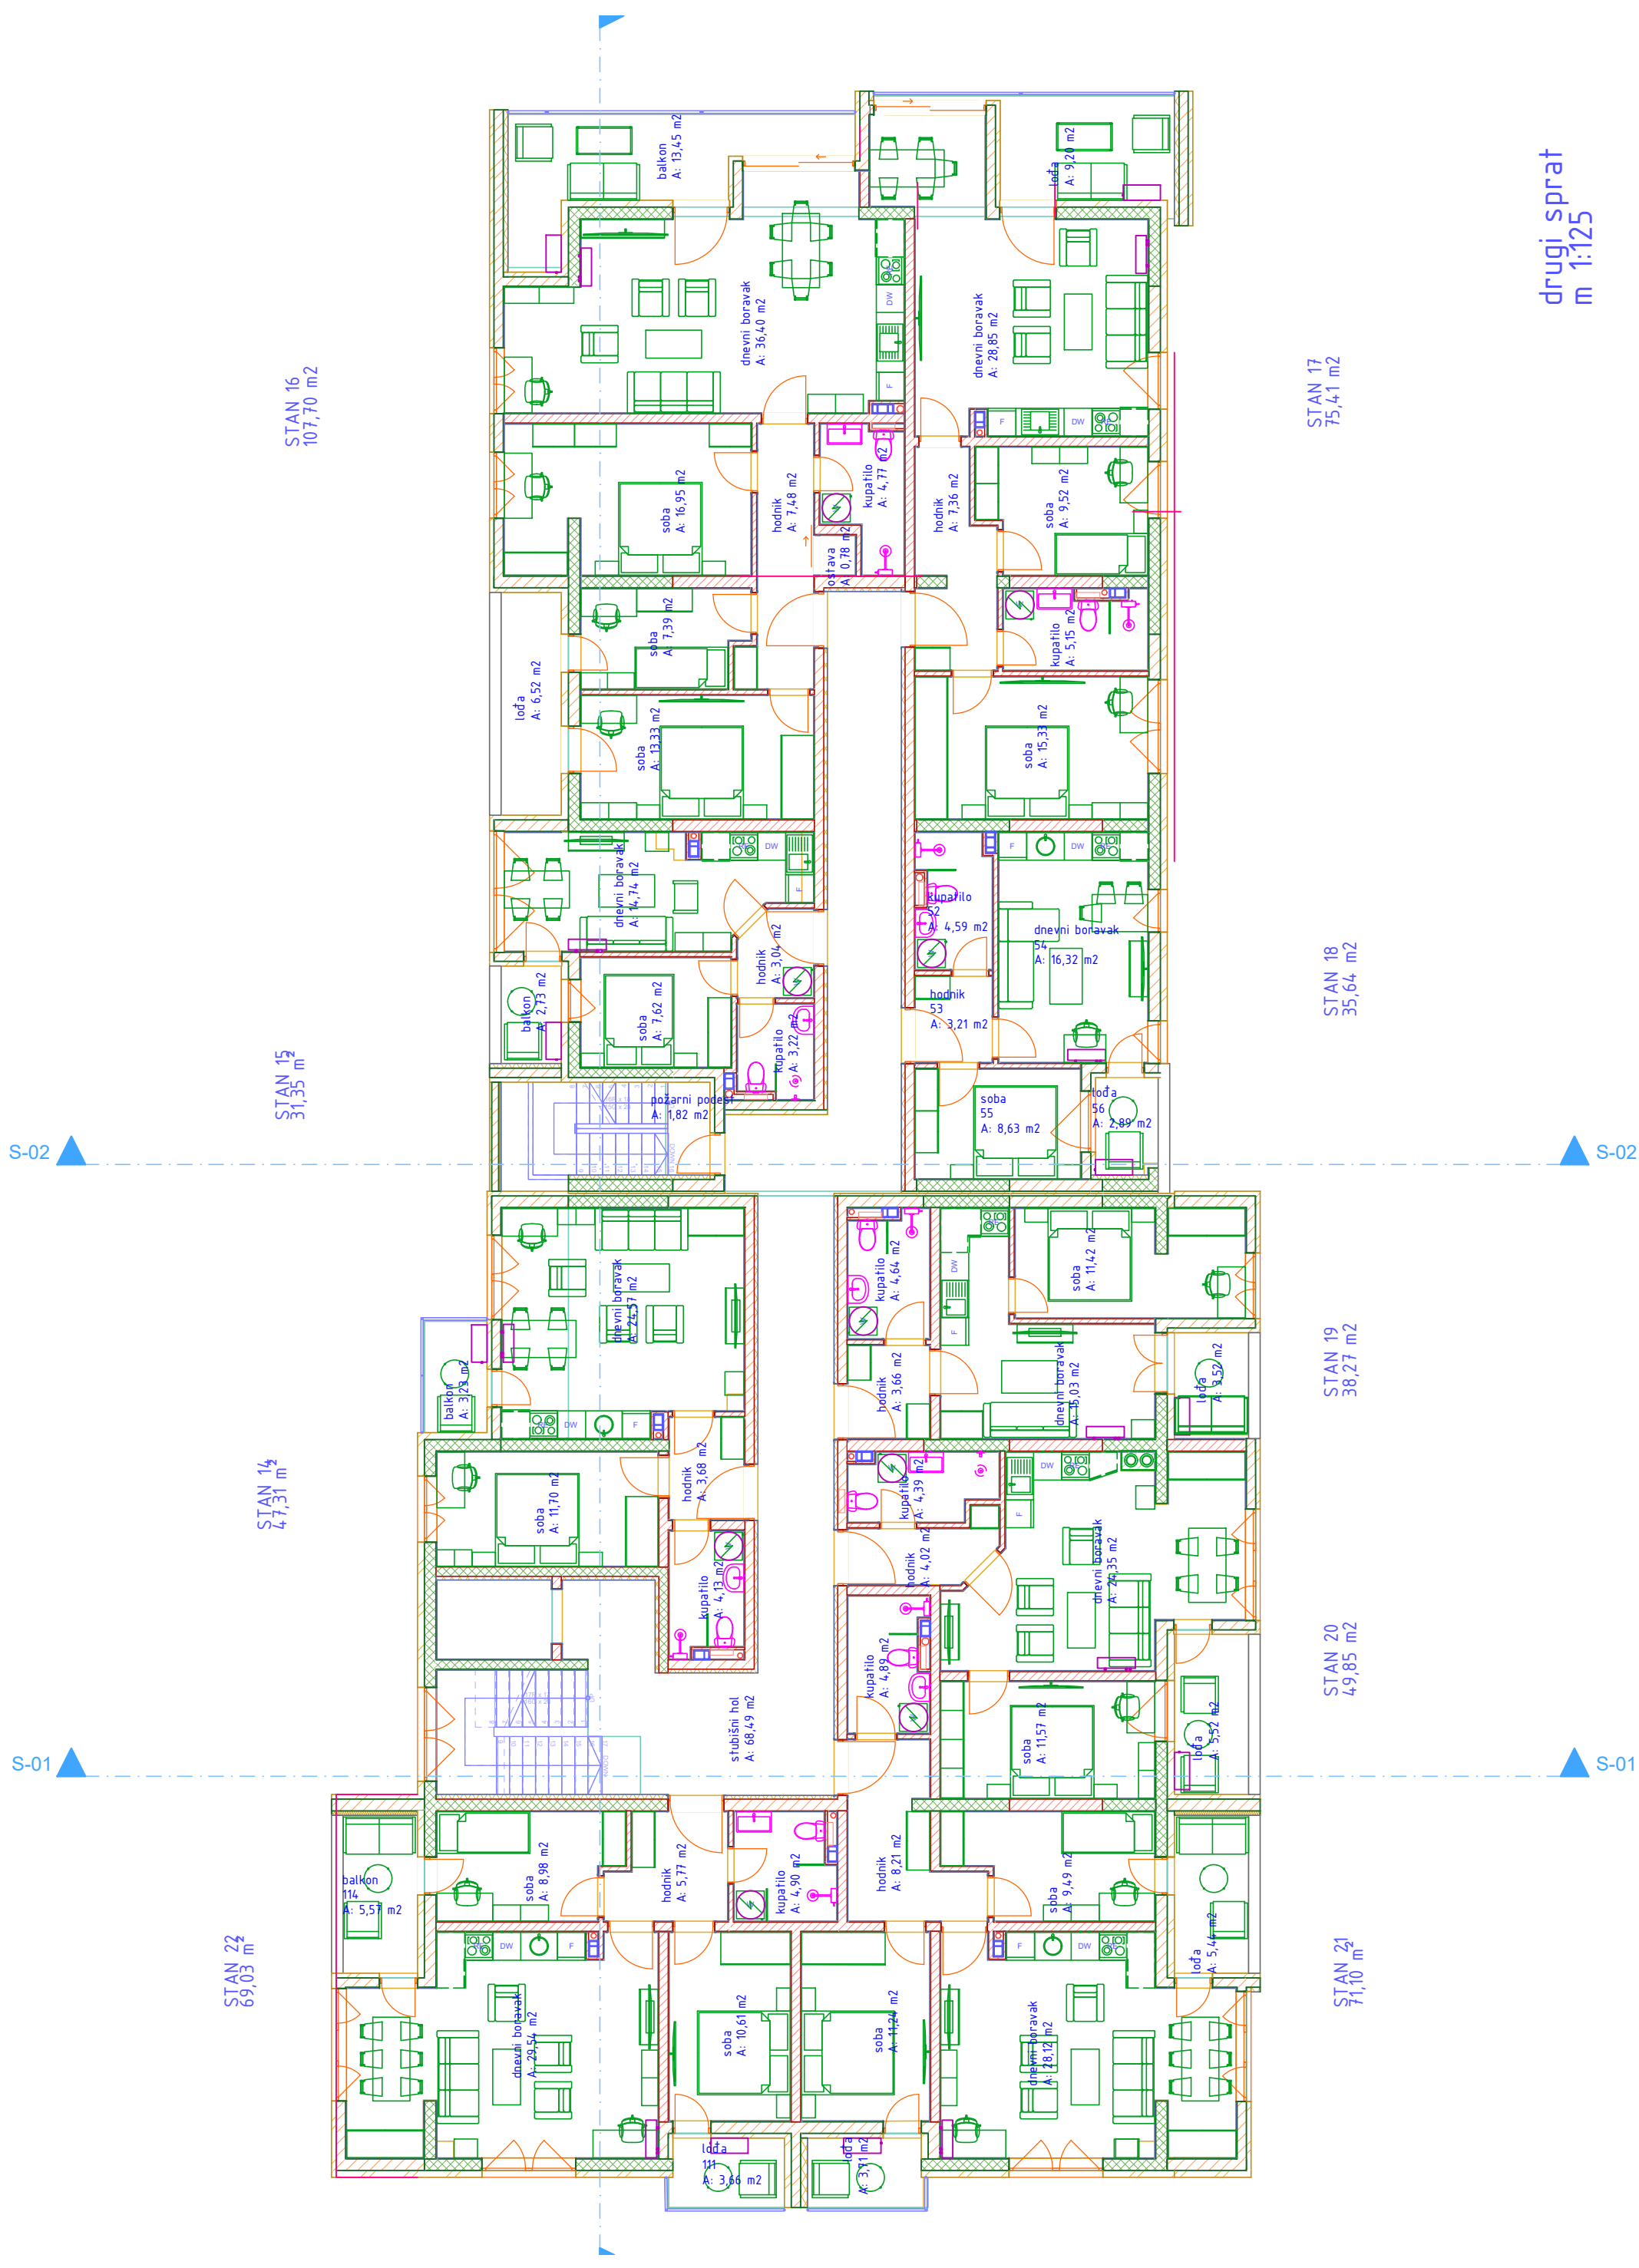 drugi sprat
m 1:125
STAN 16
107,70 m2
STAN 17
75,41 m2
balkon
A: 13,45 m2
lođa
A: 9,20 m2
dnevni boravak
A: 36,40 m2
dnevni boravak
A: 28,85 m2
DW
F
F
DW
soba
A: 16,95 m2
hodnik
A: 7,48 m2
kupatilo
A: 4,77 m2
ostava
A: 0,78 m2
hodnik
A: 7,36 m2
soba
A: 9,52 m2
soba
A: 7,39 m2
kupatilo
A: 5,15 m2
lođa
A: 6,52 m2
soba
A: 13,33 m2
soba
A: 15,33 m2
STAN 15
31,35 m²
STAN 18
35,64 m2
dnevni boravak
A: 14,74 m2
DW
F
F
DW
kupatilo
52
A: 4,59 m2
dnevni boravak
54
A: 16,32 m2
hodnik
A: 3,04 m2
balkon
A: 2,73 m2
soba
A: 7,62 m2
kupatilo
A: 3,22 m2
hodnik
53
A: 3,21 m2
požarni podest
A: 1,82 m2
soba
55
A: 8,63 m2
lođa
56
A: 2,89 m2
DOWN
S-02
S-02
STAN 14
47,31 m²
STAN 19
38,27 m2
dnevni boravak
A: 24,57 m2
balkon
A: 3,23 m2
DW
F
kupatilo
A: 4,64 m2
DW
F
soba
A: 11,42 m2
hodnik
A: 3,66 m2
dnevni boravak
A: 15,03 m2
lođa
A: 3,52 m2
soba
A: 11,70 m2
hodnik
A: 3,68 m2
kupatilo
A: 4,13 m2
STAN 20
49,85 m2
kupatilo
A: 4,39 m2
DW
F
hodnik
A: 4,02 m2
dnevni boravak
A: 24,35 m2
kupatilo
A: 4,89 m2
soba
A: 11,57 m2
lođa
A: 5,52 m2
stubišni hol
A: 68,49 m2
DOWN
S-01
S-01
STAN 22
69,03 m²
STAN 21
71,10 m²
balkon
114
A: 5,57 m2
soba
A: 8,98 m2
hodnik
A: 5,77 m2
kupatilo
A: 4,90 m2
hodnik
A: 8,21 m2
soba
A: 9,49 m2
lođa
A: 5,44 m2
DW
F
F
DW
dnevni boravak
A: 29,54 m2
soba
A: 10,61 m2
soba
A: 11,24 m2
dnevni boravak
A: 28,12 m2
lođa
111
A: 3,66 m2
lođa
A: 3,71 m2